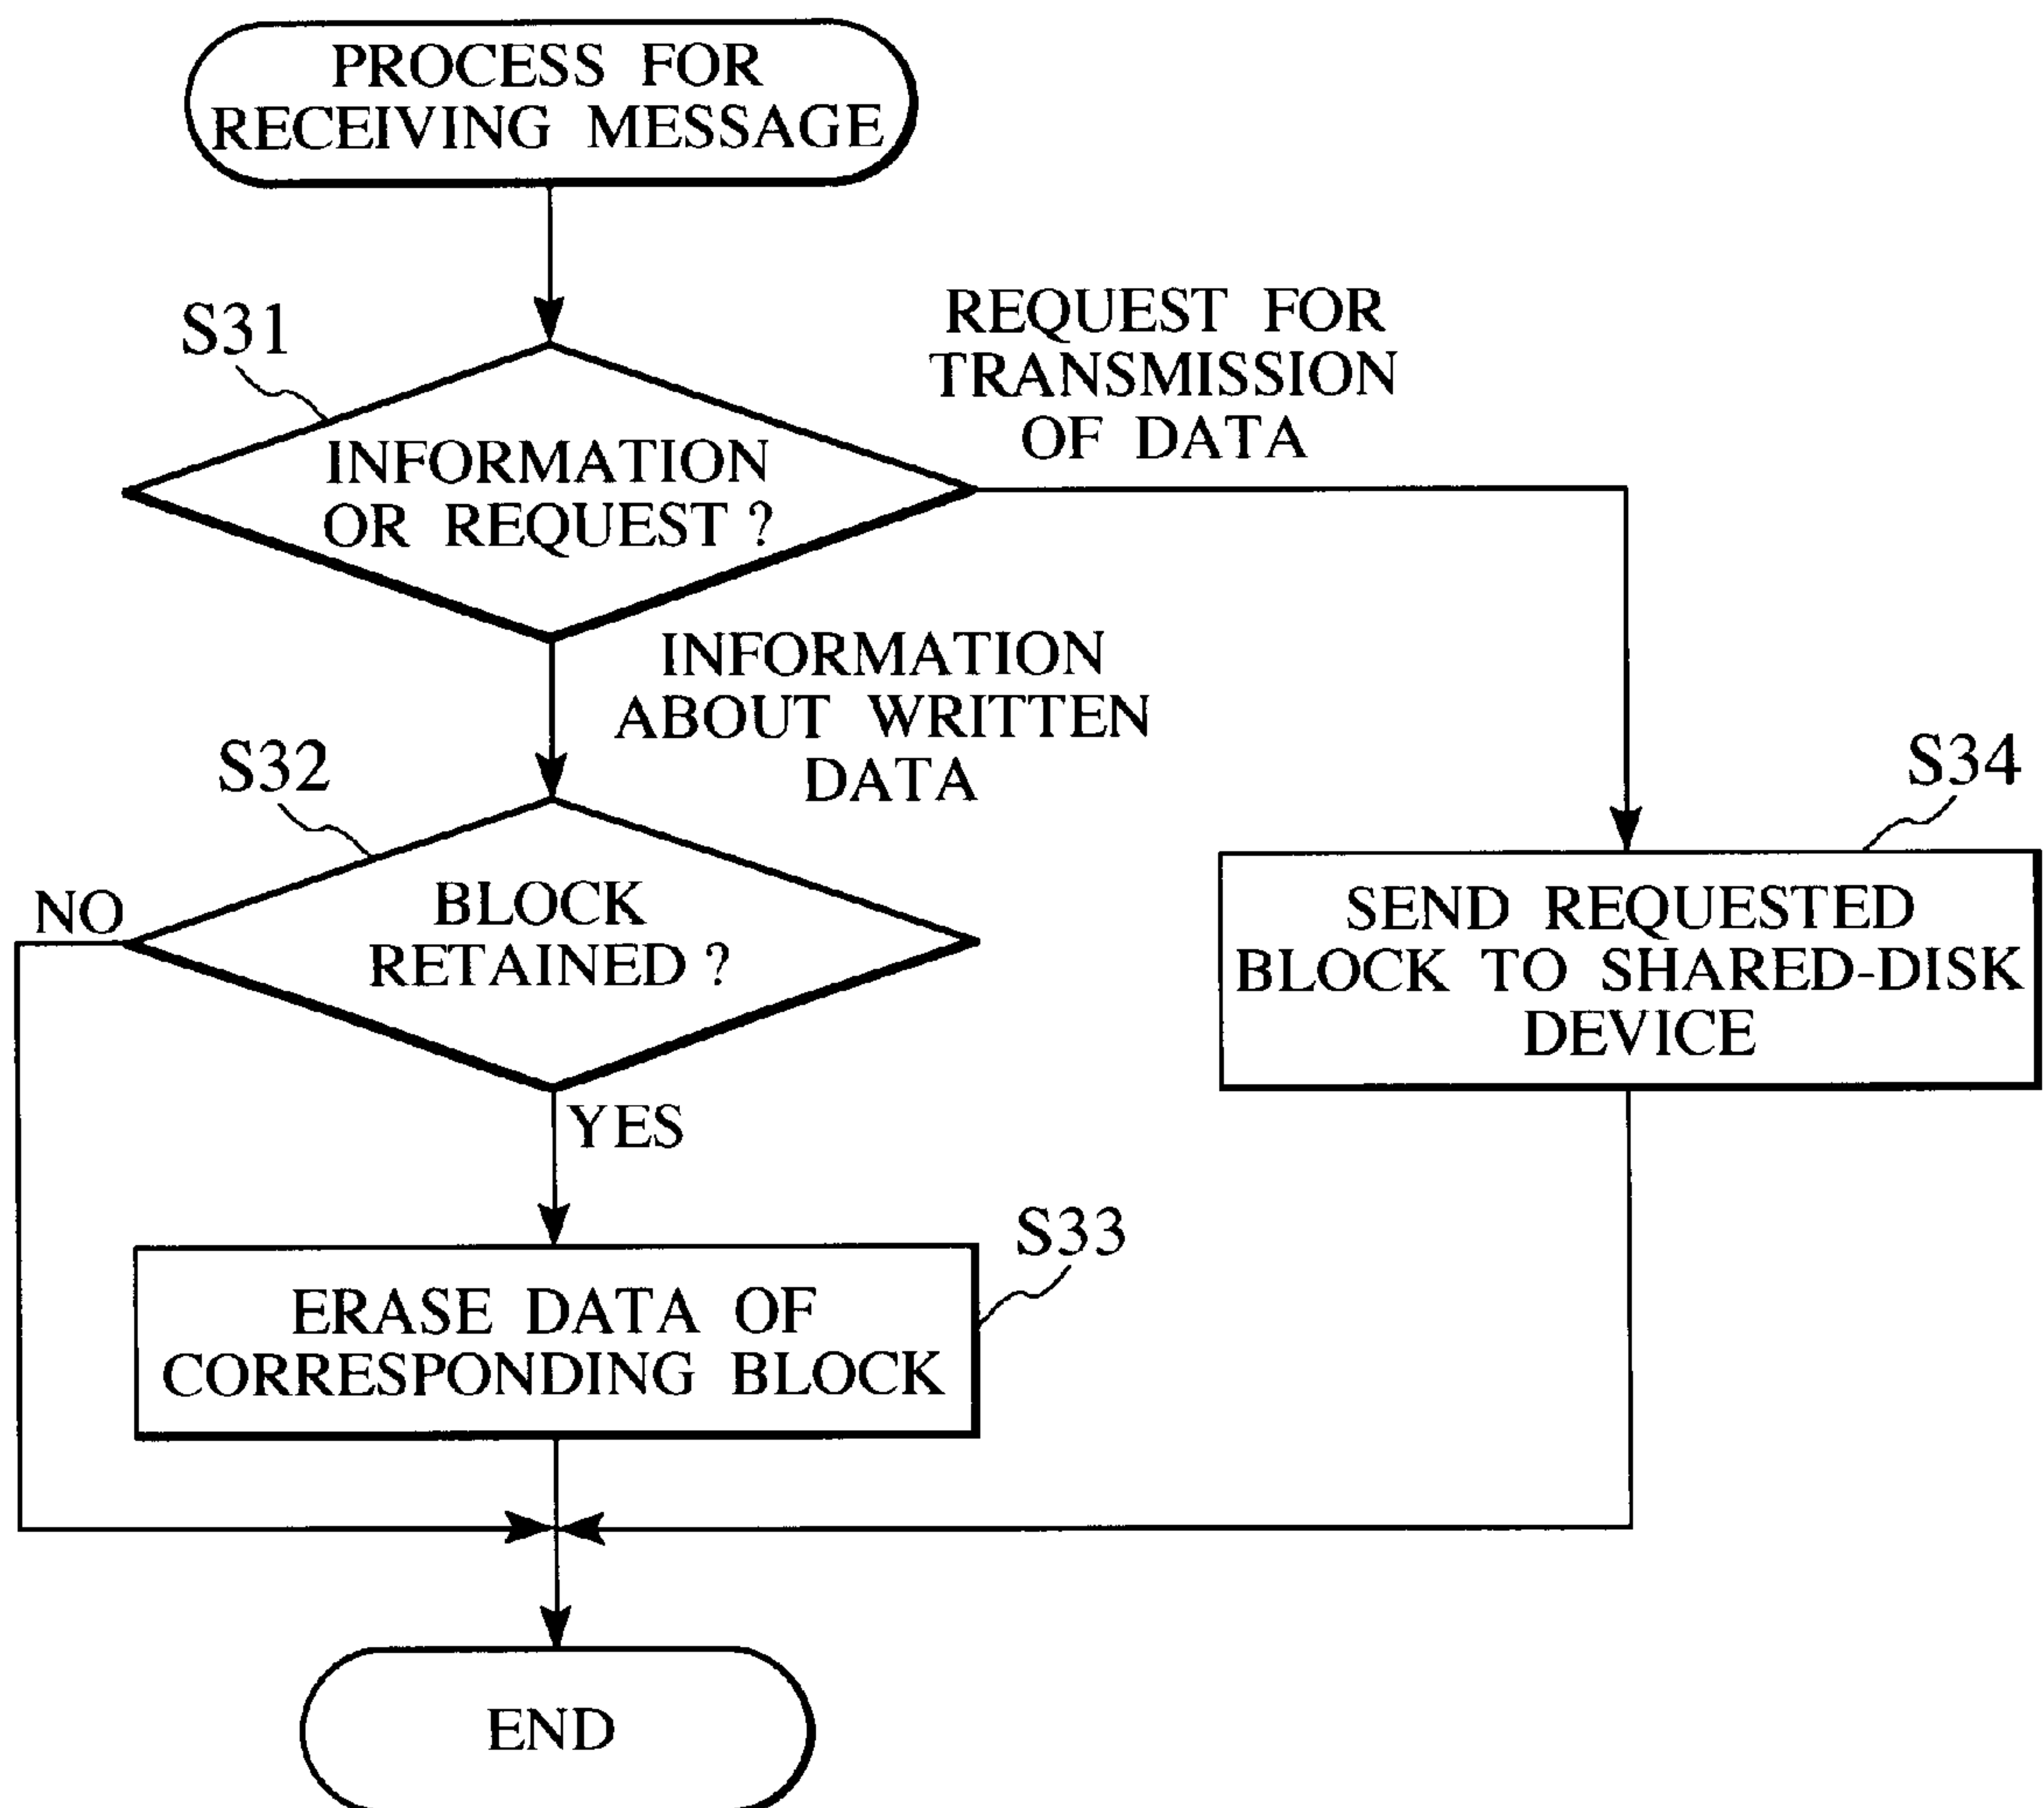 PROCESS FOR
RECEIVING MESSAGE
S31
INFORMATION
OR REQUEST ?
REQUEST FOR
TRANSMISSION
OF DATA
INFORMATION
ABOUT WRITTEN
DATA
S32
BLOCK
RETAINED ?
NO
YES
S34
SEND REQUESTED
BLOCK TO SHARED-DISK
DEVICE
S33
ERASE DATA OF
CORRESPONDING BLOCK
END